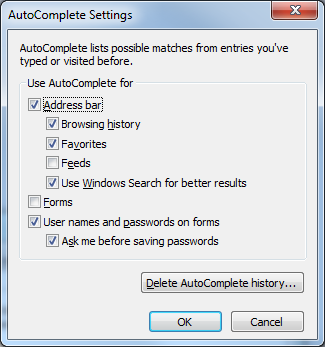 AutoComplete Settings
AutoComplete lists possible matches from entries you've
typed or visited before.
Use AutoComplete for
Address bar
Browsing history
Favorites
Feeds
Use Windows Search for better results
Forms
User names and passwords on forms
Ask me before saving passwords
Delete AutoComplete history...
OK
Cancel